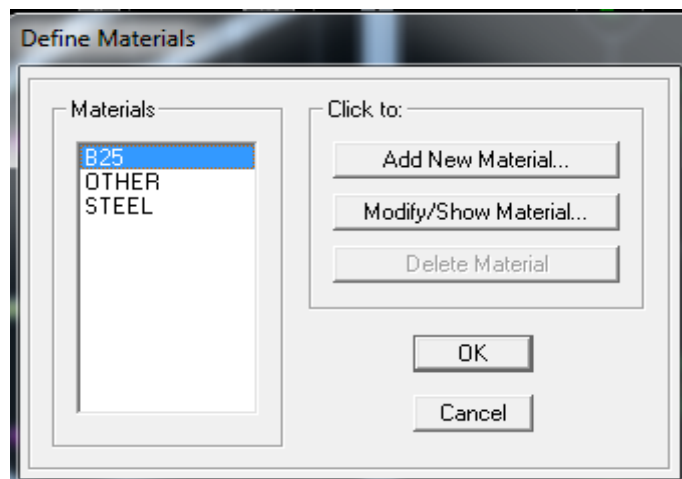 Define Materials
Materials
B25
OTHER
STEEL
Click to:
Add New Material...
Modify/Show Material...
Delete Material
OK
Cancel